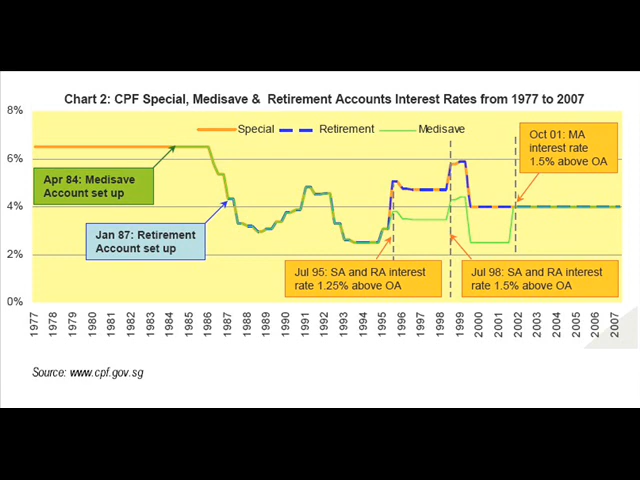 Chart 2: CPF Special, Medisave & Retirement Accounts Interest Rates from 1977 to 2007
8%
6%
4%
2%
0%
Special
Retirement
Medisave
Oct 01: MA
interest rate
1.5% above OA
Apr 84: Medisave
Account set up
Jan 87: Retirement
Account set up
Jul 95: SA and RA interest
rate 1.25% above OA
Jul 98: SA and RA interest
rate 1.5% above OA
1977
1979
1980
1981
1982
1983
1984
1985
1986
1987
1988
1989
1990
1991
1992
1993
1994
1995
1996
1997
1998
1999
2000
2001
2002
2003
2004
2005
2006
2007
Source: www.cpf.gov.sg